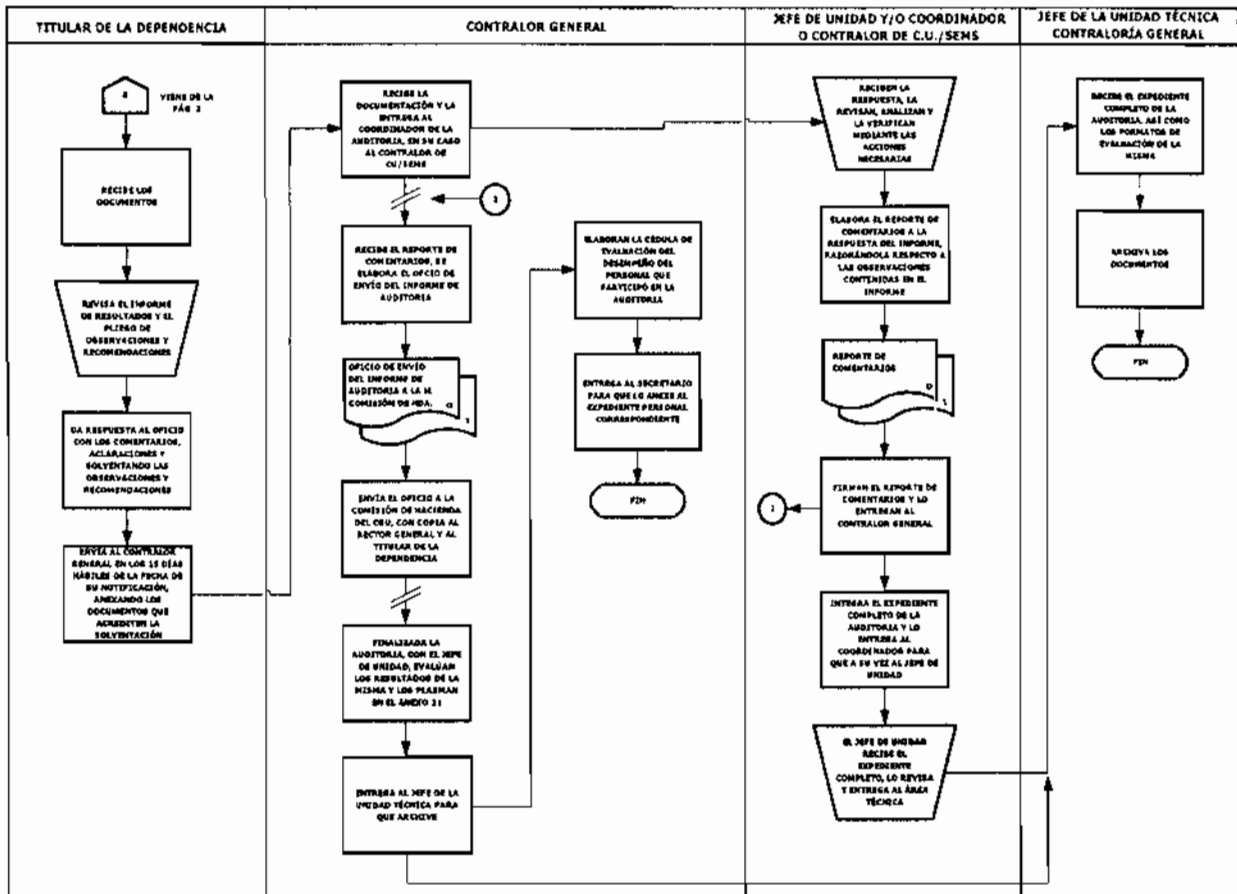 TITULAR DE LA DEPENDENCIA
CONTRALOR GENERAL
JEFE DE UNIDAD Y/O COORDINADOR
O CONTRALOR DE C.U./SEMS
JEFE DE LA UNIDAD TÉCNICA
CONTRALORÍA GENERAL
VIENE DE LA
PÁG 2
RECIBE LOS
DOCUMENTOS
REVISA EL INFORME
DE RESULTADOS Y EL
PLIEGO DE
OBSERVACIONES Y
RECOMENDACIONES
DA RESPUESTA AL OFICIO
CON LOS COMENTARIOS,
ACLARACIONES Y
SOLVENTANDO LAS
OBSERVACIONES Y
RECOMENDACIONES
ENVÍA AL CONTRALOR
GENERAL EN LOS 15 DÍAS
HÁBILES DE LA FECHA DE
SU NOTIFICACIÓN,
ANEXANDO LOS
DOCUMENTOS QUE
ACREDITEN LA
SOLVENTACIÓN
RECIBE LA
DOCUMENTACIÓN Y LA
ENTREGA AL
COORDINADOR DE LA
AUDITORIA, EN SU CASO
AL CONTRALOR DE
CU/SEMS
RECIBE EL REPORTE DE
COMENTARIOS, SE
ELABORA EL OFICIO DE
ENVÍO DEL INFORME DE
AUDITORIA
OFICIO DE ENVÍO
DEL INFORME DE
AUDITORIA A LA H.
COMISIÓN DE HDA.
O
1
ENVÍA EL OFICIO A LA
COMISIÓN DE HACIENDA
DEL CGU, CON COPIA AL
RECTOR GENERAL Y AL
TITULAR DE LA
DEPENDENCIA
FINALIZADA LA
AUDITORIA, CON EL JEFE
DE UNIDAD, EVALÚAN
LOS RESULTADOS DE LA
MISMA Y LOS PLASMAN
EN EL ANEXO 21
ENTREGA AL JEFE DE LA
UNIDAD TÉCNICA PARA
QUE ARCHIVE
ELABORAN LA CÉDULA DE
EVALUACIÓN DEL
DESEMPEÑO DEL
PERSONAL QUE
PARTICIPÓ EN LA
AUDITORIA
ENTREGA AL SECRETARIO
PARA QUE LO ANEXE AL
EXPEDIENTE PERSONAL
CORRESPONDIENTE
FIN
RECIBEN LA
RESPUESTA, LA
REVISAN, ANALIZAN Y
LA VERIFICAN
MEDIANTE LAS
ACCIONES
NECESARIAS
ELABORA EL REPORTE DE
COMENTARIOS A LA
RESPUESTA DEL INFORME,
RAZONÁNDOLA RESPECTO A
LAS OBSERVACIONES
CONTENIDAS EN EL
INFORME
REPORTE DE
COMENTARIOS
FIRMAN EL REPORTE DE
COMENTARIOS Y LO
ENTREGAN AL
CONTRALOR GENERAL
INTEGRA EL EXPEDIENTE
COMPLETO DE LA
AUDITORIA Y LO
ENTREGA AL
COORDINADOR PARA
QUE A SU VEZ AL JEFE DE
UNIDAD
EL JEFE DE UNIDAD
RECIBE EL
EXPEDIENTE
COMPLETO, LO REVISA
Y ENTREGA AL ÁREA
TÉCNICA
RECIBE EL EXPEDIENTE
COMPLETO DE LA
AUDITORIA, ASÍ COMO
LOS FORMATOS DE
EVALUACIÓN DE LA
MISMA
ARCHIVA LOS
DOCUMENTOS
FIN